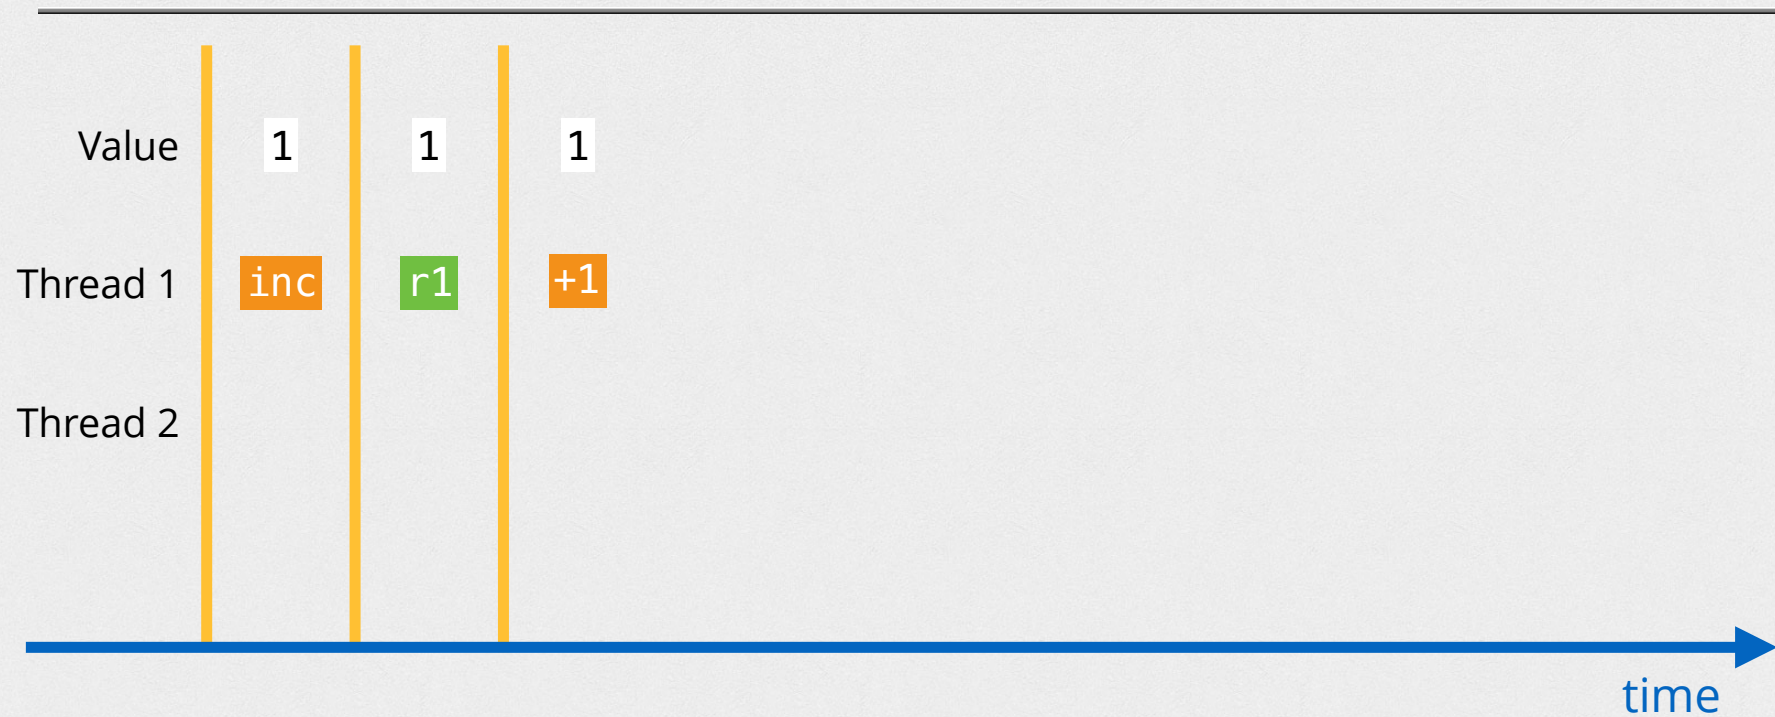 Value 1 1 1
Thread 1 inc r1 +1
Thread 2
time